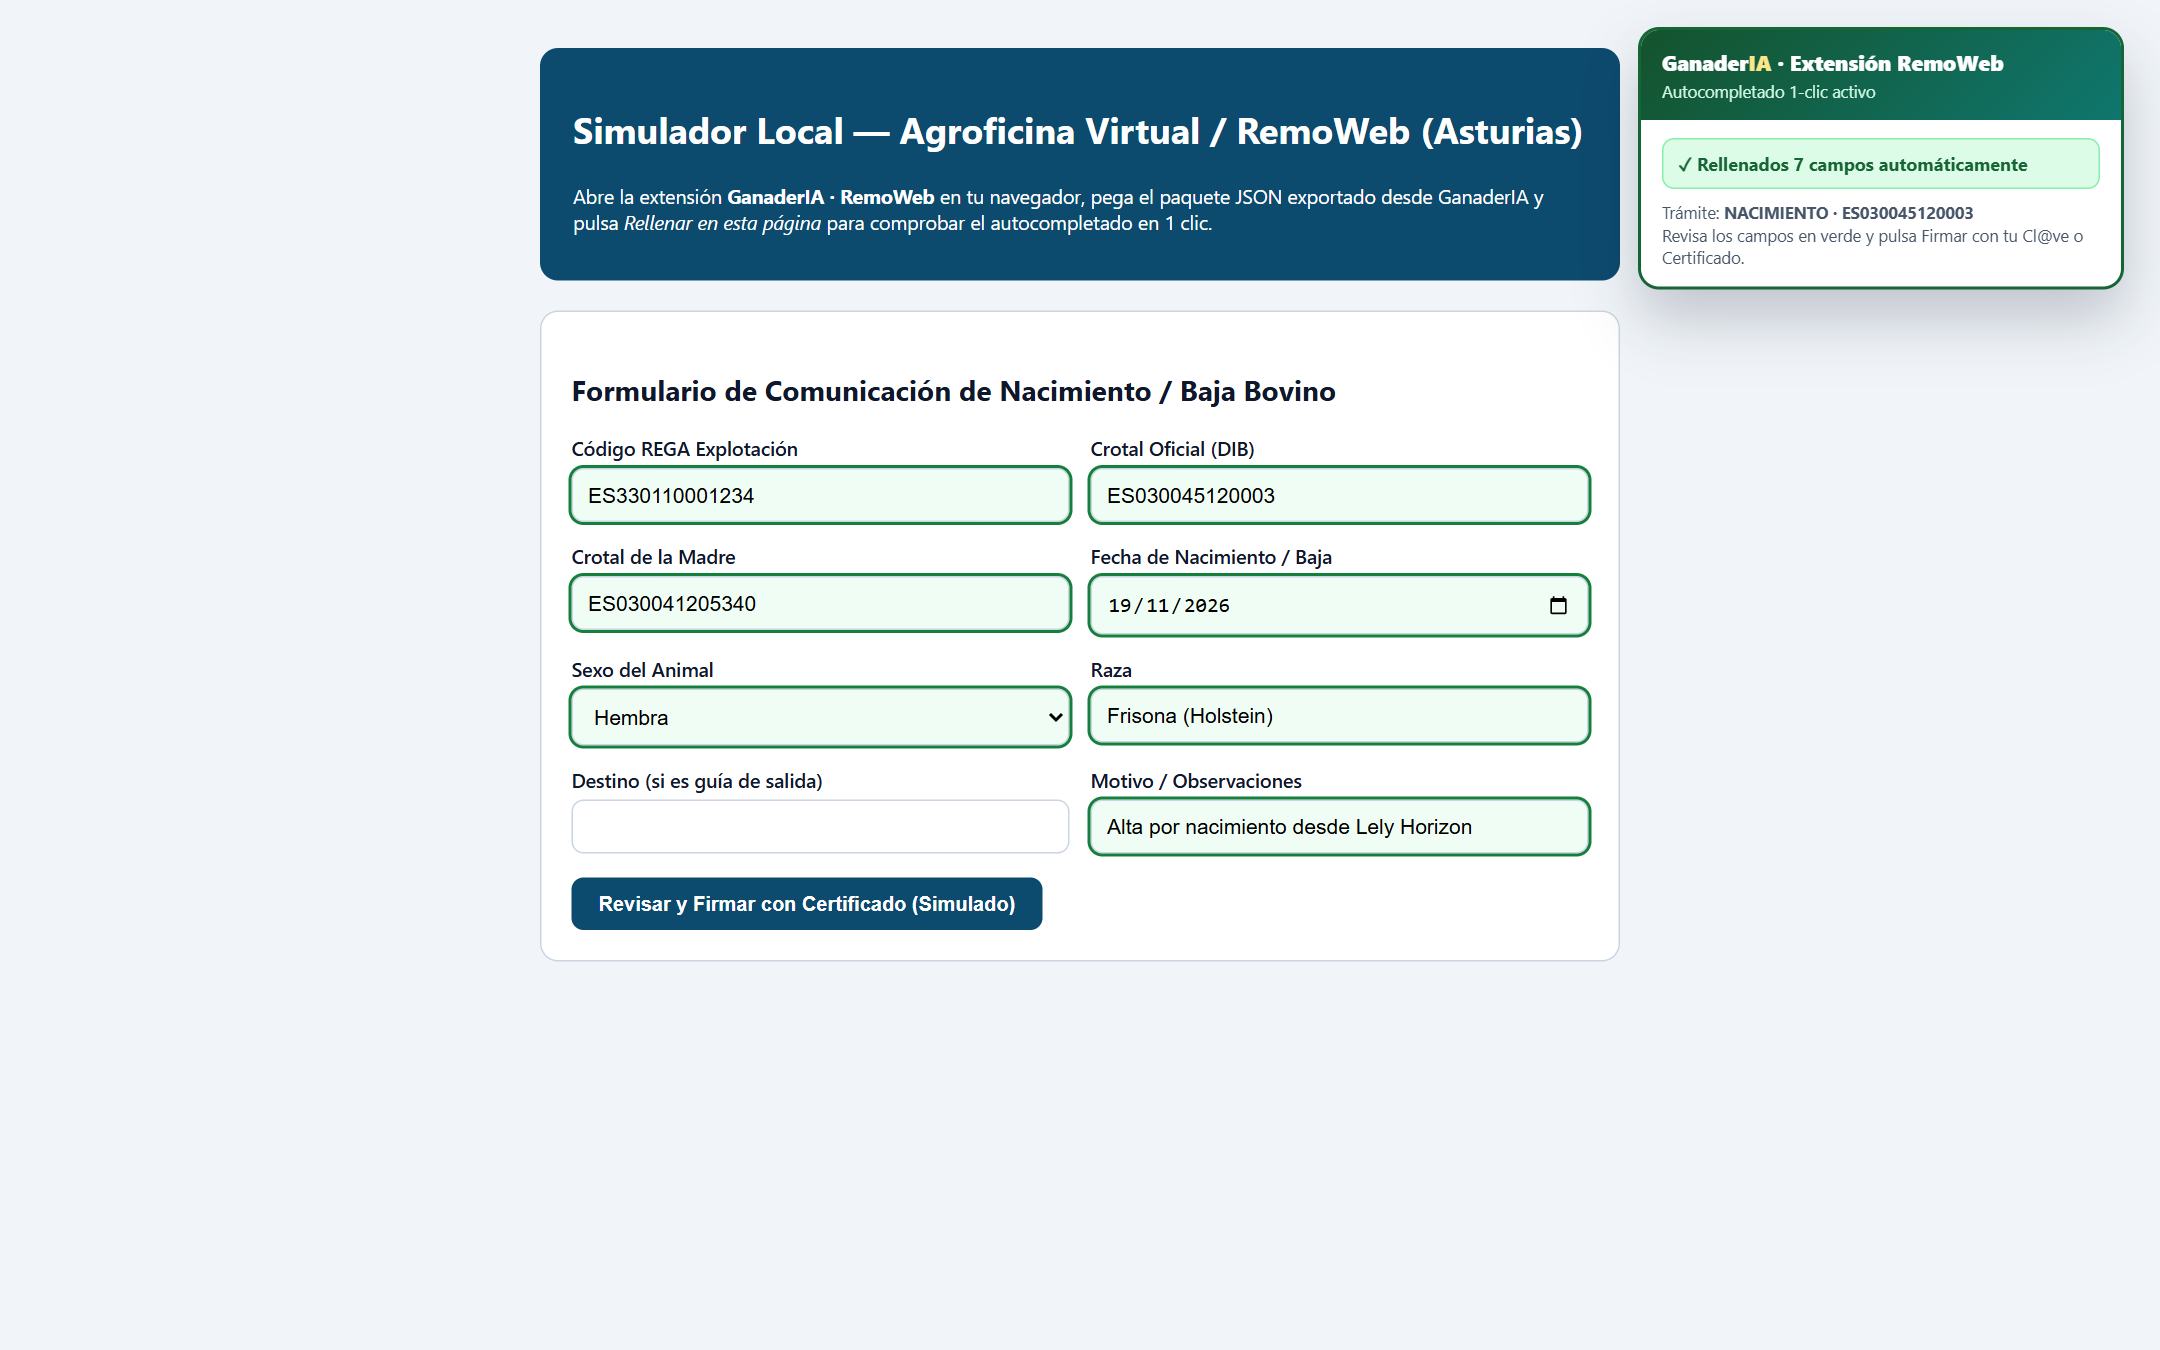 Simulador Local — Agroficina Virtual / RemoWeb (Asturias)
Abre la extensión GanaderIA · RemoWeb en tu navegador, pega el paquete JSON exportado desde GanaderIA y
pulsa Rellenar en esta página para comprobar el autocompletado en 1 clic.
GanaderIA · Extensión RemoWeb
Autocompletado 1-clic activo
✓ Rellenados 7 campos automáticamente
Trámite: NACIMIENTO · ES030045120003
Revisa los campos en verde y pulsa Firmar con tu Cl@ve o
Certificado.
Formulario de Comunicación de Nacimiento / Baja Bovino
Código REGA Explotación
ES330110001234
Crotal Oficial (DIB)
ES030045120003
Crotal de la Madre
ES030041205340
Fecha de Nacimiento / Baja
19/11/2026
Sexo del Animal
Hembra
Raza
Frisona (Holstein)
Destino (si es guía de salida)
Motivo / Observaciones
Alta por nacimiento desde Lely Horizon
Revisar y Firmar con Certificado (Simulado)